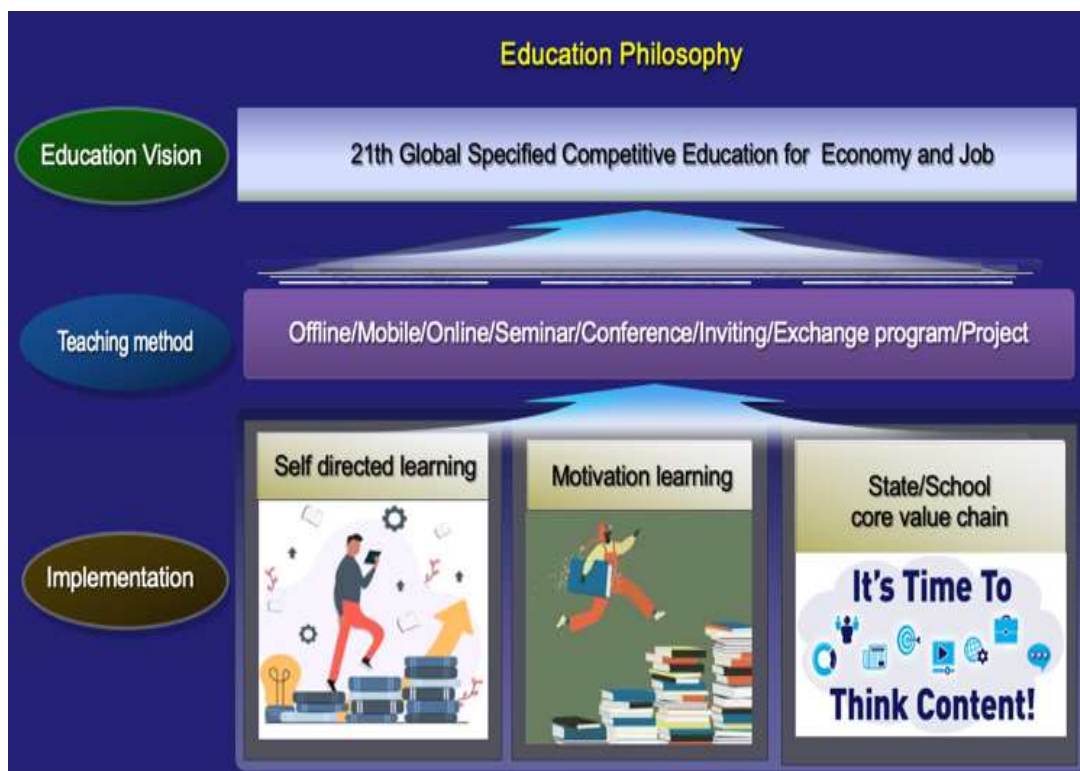 Education Philosophy
Education Vision
21th Global Specified Competitive Education for Economy and Job
Teaching method
Offline/Mobile/Online/Seminar/Conference/Inviting/Exchange program/Project
Implementation
Self directed learning
Motivation learning
State/School
core value chain
It's Time To
Think Content!